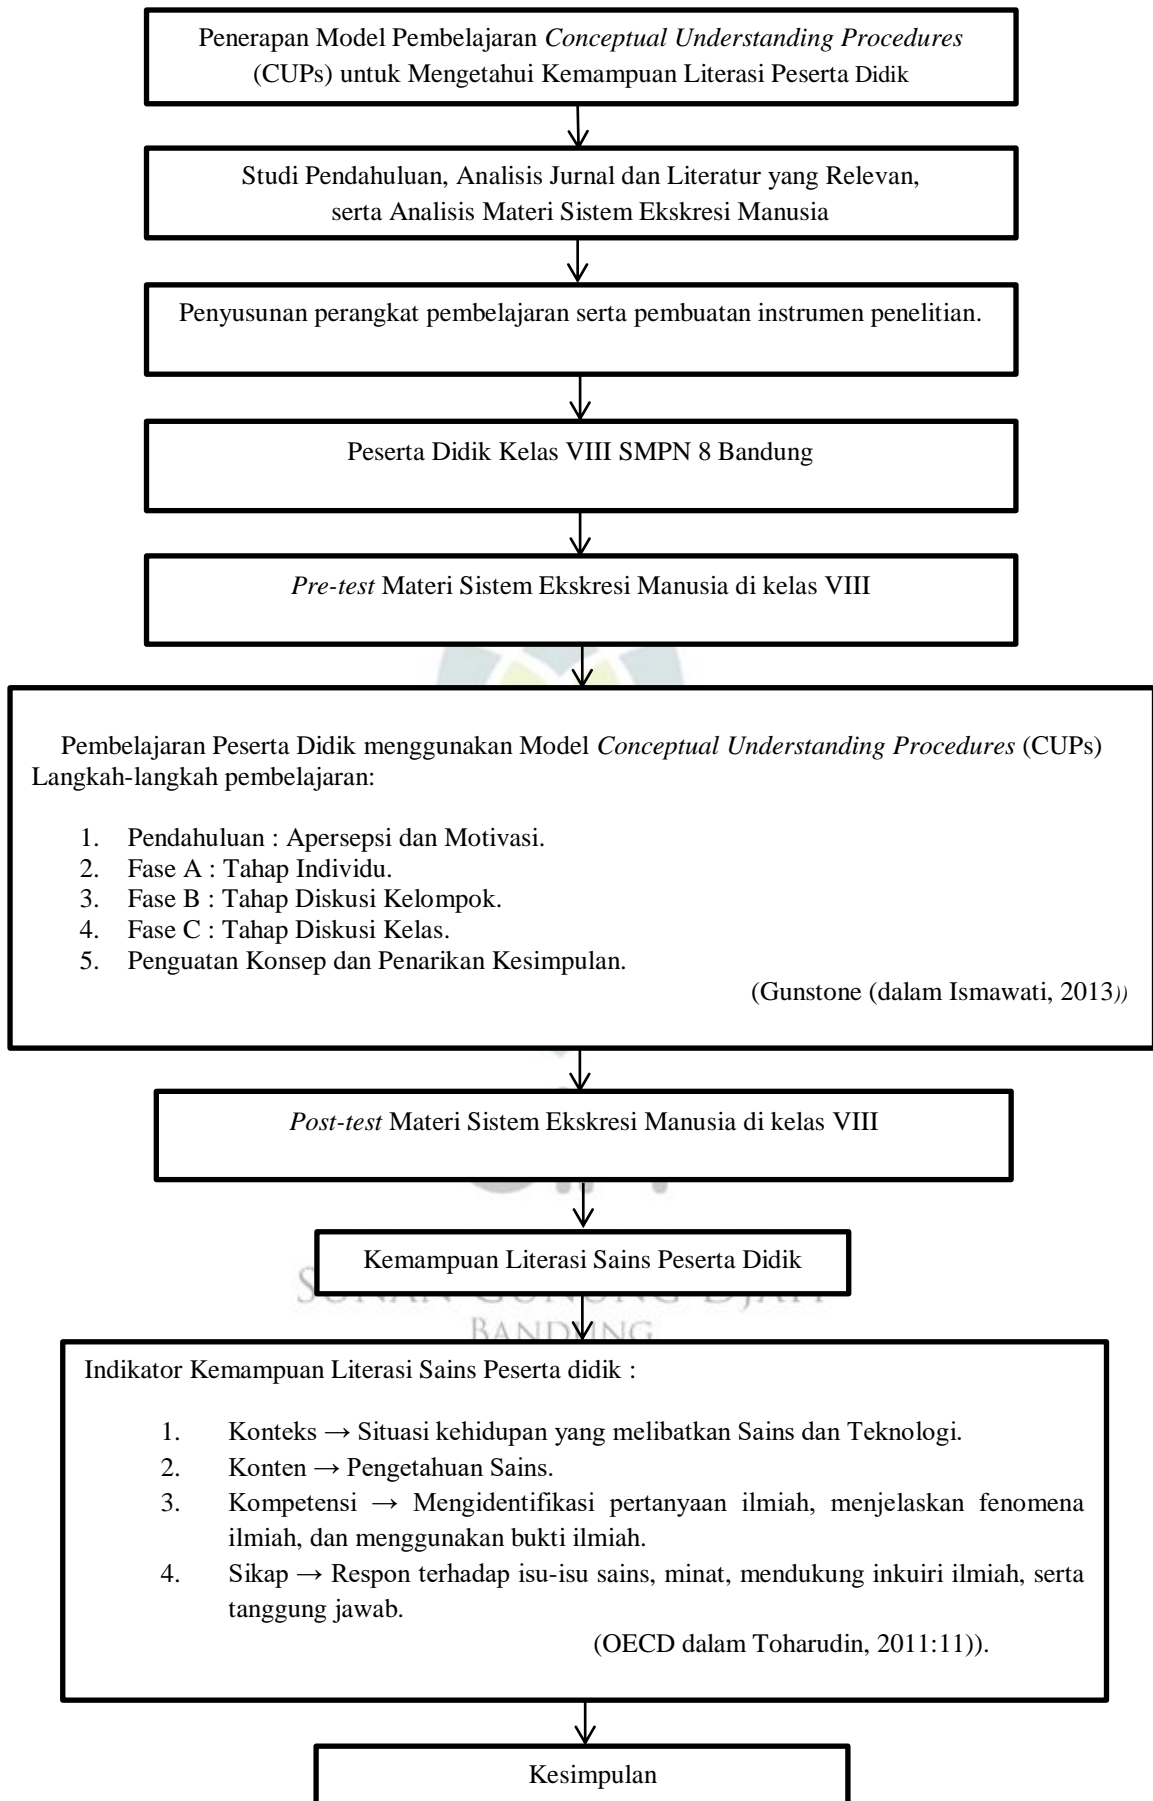 Penerapan Model Pembelajaran Conceptual Understanding Procedures
(CUPs) untuk Mengetahui Kemampuan Literasi Peserta Didik
Studi Pendahuluan, Analisis Jurnal dan Literatur yang Relevan,
serta Analisis Materi Sistem Ekskresi Manusia
Penyusunan perangkat pembelajaran serta pembuatan instrumen penelitian.
Peserta Didik Kelas VIII SMPN 8 Bandung
Pre-test Materi Sistem Ekskresi Manusia di kelas VIII
Pembelajaran Peserta Didik menggunakan Model Conceptual Understanding Procedures (CUPs)
Langkah-langkah pembelajaran:
1. Pendahuluan : Apersepsi dan Motivasi.
2. Fase A : Tahap Individu.
3. Fase B : Tahap Diskusi Kelompok.
4. Fase C : Tahap Diskusi Kelas.
5. Penguatan Konsep dan Penarikan Kesimpulan.
(Gunstone (dalam Ismawati, 2013))
Post-test Materi Sistem Ekskresi Manusia di kelas VIII
Kemampuan Literasi Sains Peserta Didik
SUNAN GUNUNG DJATI
BANDUNG
Indikator Kemampuan Literasi Sains Peserta didik :
1. Konteks → Situasi kehidupan yang melibatkan Sains dan Teknologi.
2. Konten → Pengetahuan Sains.
3. Kompetensi → Mengidentifikasi pertanyaan ilmiah, menjelaskan fenomena
ilmiah, dan menggunakan bukti ilmiah.
4. Sikap → Respon terhadap isu-isu sains, minat, mendukung inkuiri ilmiah, serta
tanggung jawab.
(OECD dalam Toharudin, 2011:11)).
Kesimpulan